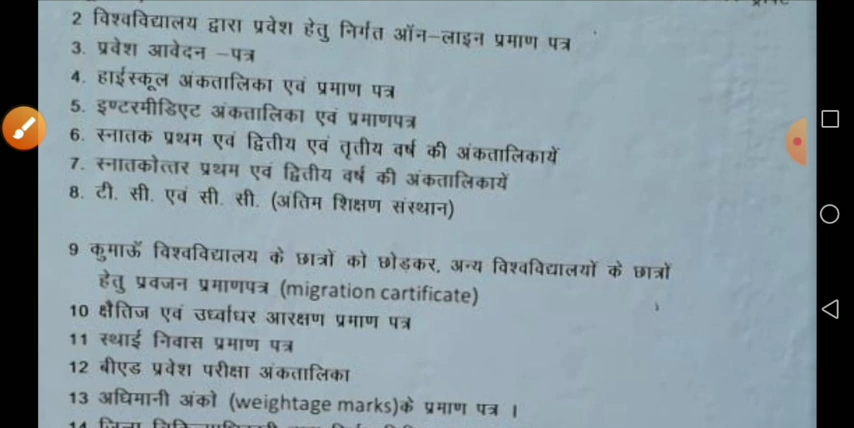 2 विश्वविद्यालय द्वारा प्रवेश हेतु निर्गत ऑन–लाइन प्रमाण पत्र
3. प्रवेश आवेदन –पत्र
4. हाईस्कूल अंकतालिका एवं प्रमाण पत्र
5. इण्टरमीडिएट अंकतालिका एवं प्रमाणपत्र
6. स्नातक प्रथम एवं द्वितीय एवं तृतीय वर्ष की अंकतालिकायें
7. स्नातकोत्तर प्रथम एवं द्वितीय वर्ष की अंकतालिकायें
8. टी. सी. एवं सी. सी. (अंतिम शिक्षण संस्थान)
9 कुमाऊँ विश्वविद्यालय के छात्रों को छोड़कर, अन्य विश्वविद्यालयों के छात्रों
हेतु प्रवजन प्रमाणपत्र (migration cartificate)
10 क्षैतिज एवं उर्ध्वाधर आरक्षण प्रमाण पत्र
11 स्थाई निवास प्रमाण पत्र
12 बीएड प्रवेश परीक्षा अंकतालिका
13 अधिमानी अंको (weightage marks)के प्रमाण पत्र ।
14 जिला